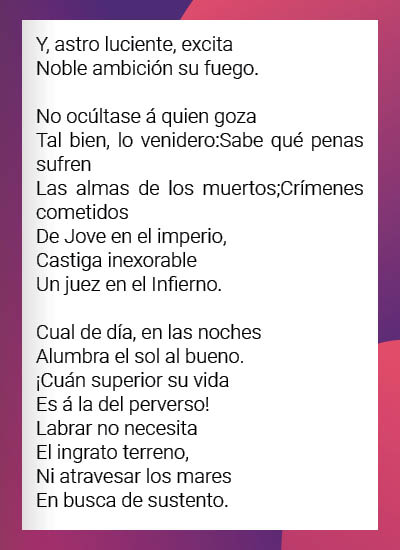 Y, astro luciente, excita
Noble ambición su fuego.

No ocúltase á quien goza
Tal bien, lo venidero:Sabe qué penas
sufren
Las almas de los muertos;Crímenes
cometidos
De Jove en el imperio,
Castiga inexorable
Un juez en el Infierno.

Cual de día, en las noches
Alumbra el sol al bueno.
¡Cuán superior su vida
Es á la del perverso!
Labrar no necesita
El ingrato terreno,
Ni atravesar los mares
En busca de sustento.